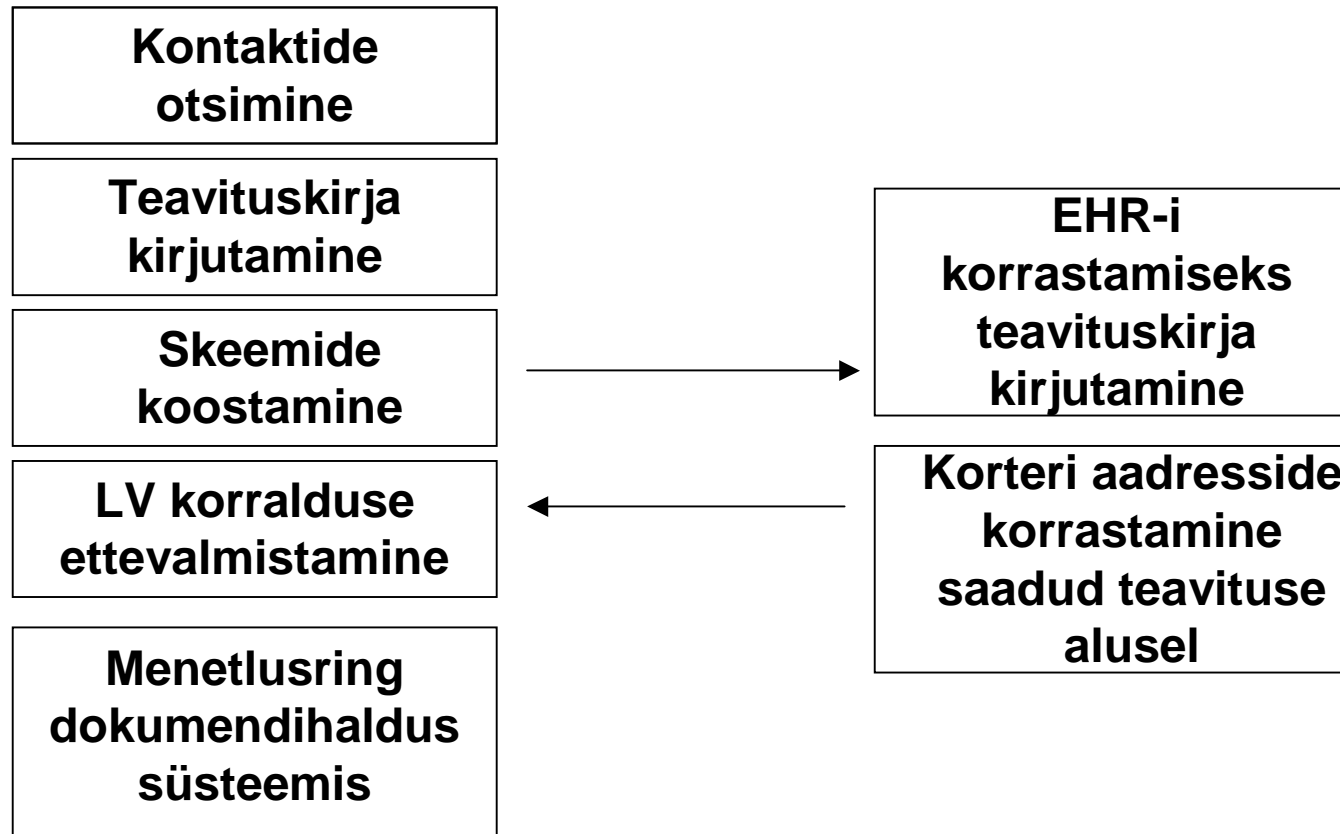 Kontaktide
otsimine
Teavituskirja
kirjutamine
Skeemide
koostamine
LV korralduse
ettevalmistamine
Menetlusring
dokumendihaldus
süsteemis
EHR-i
korrastamiseks
teavituskirja
kirjutamine
Korteri aadresside
korrastamine
saadud teavituse
alusel